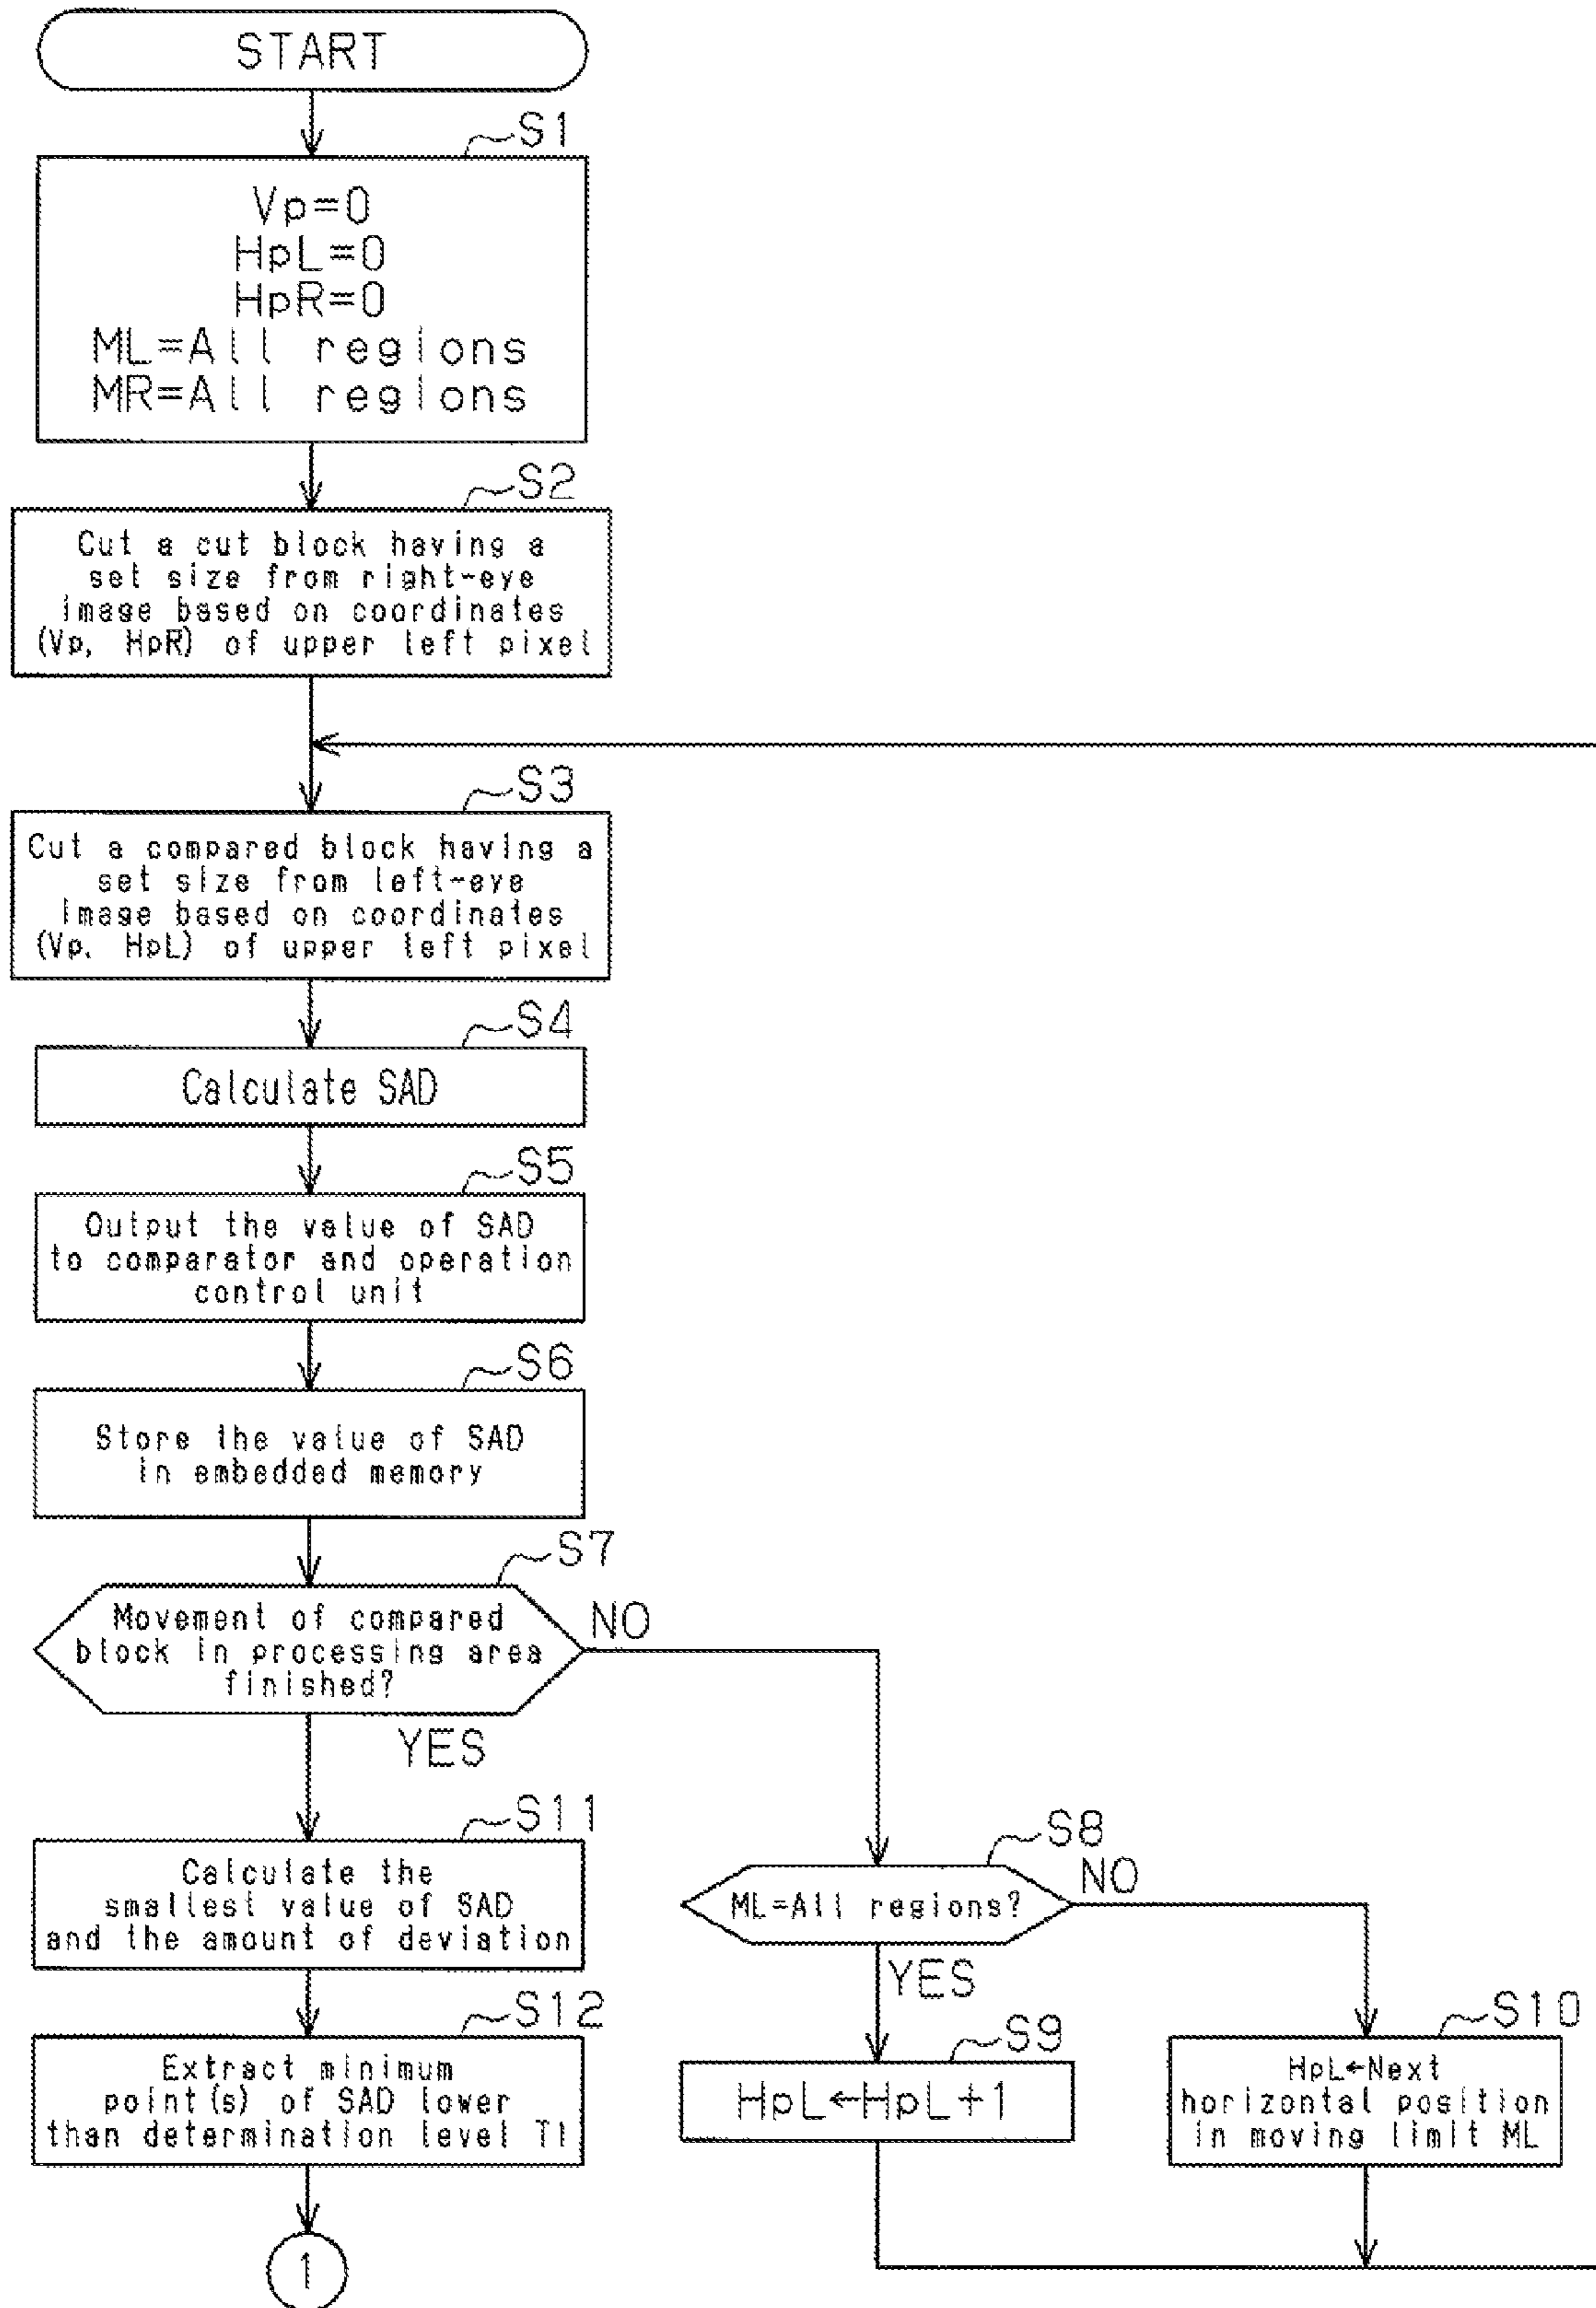 START
S1
Vp=0
HpL=0
HpR=0
ML=All regions
MR=All regions
S2
Cut a cut block having a
set size from right-eye
image based on coordinates
(Vp, HpR) of upper left pixel
S3
Cut a compared block having a
set size from left-eye
image based on coordinates
(Vp, HpL) of upper left pixel
S4
Calculate SAD
S5
Output the value of SAD
to comparator and operation
control unit
S6
Store the value of SAD
in embedded memory
S7
Movement of compared
block in processing area
finished?
NO
YES
S8
ML=All regions?
NO
YES
S9
HpL←HpL+1
S10
HpL←Next
horizontal position
in moving limit ML
S11
Calculate the
smallest value of SAD
and the amount of deviation
S12
Extract minimum
point(s) of SAD lower
than determination level T1
1